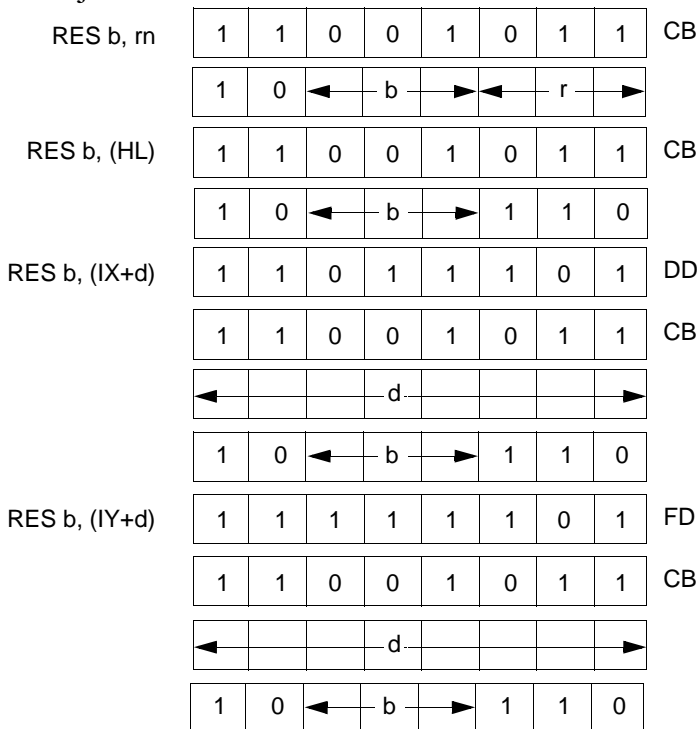 RES b, rn 1 1 0 0 1 0 1 1 CB
1 0 b r
RES b, (HL) 1 1 0 0 1 0 1 1 CB
1 0 b 1 1 0
RES b, (IX+d) 1 1 0 1 1 1 0 1 DD
1 1 0 0 1 0 1 1 CB
d
1 0 b 1 1 0
RES b, (IY+d) 1 1 1 1 1 1 0 1 FD
1 1 0 0 1 0 1 1 CB
d
1 0 b 1 1 0